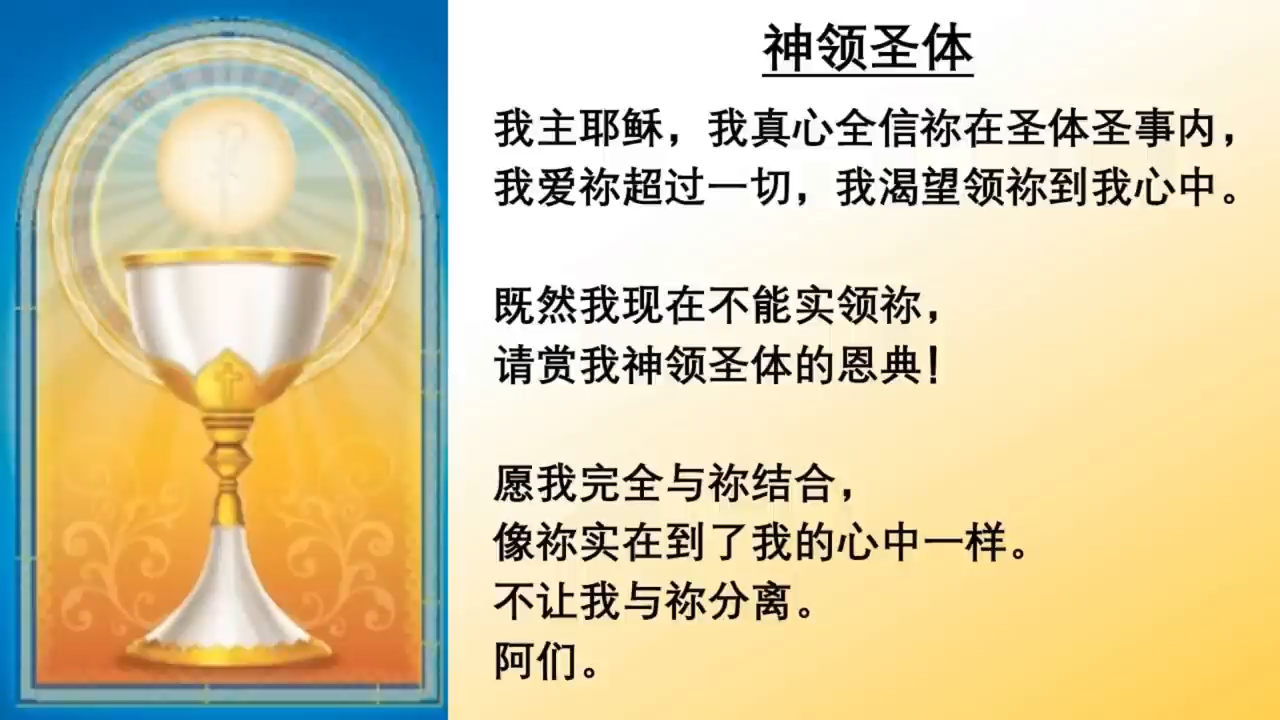 神领圣体
我主耶稣，我真心全信祢在圣体圣事内，
我爱祢超过一切，我渴望领祢到我心中。
既然我现在不能实领祢，
请赏我神领圣体的恩典！
愿我完全与祢结合，
像祢实在到了我的心中一样。
不让我与祢分离。
阿们。